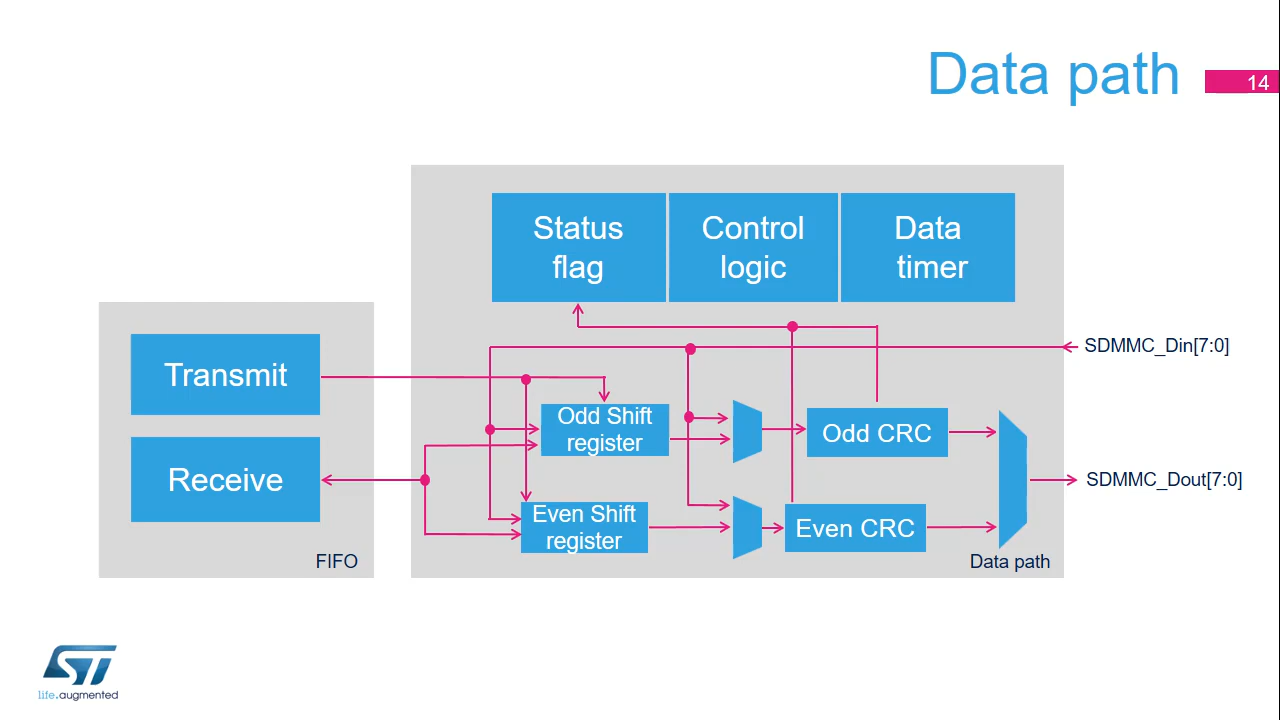 Data path
14
Status
flag
Control
logic
Data
timer
Transmit
SDMMC_Din[7:0]
Odd Shift
register
Odd CRC
Receive
SDMMC_Dout[7:0]
Even Shift
register
Even CRC
FIFO
Data path
ST
life.augmented